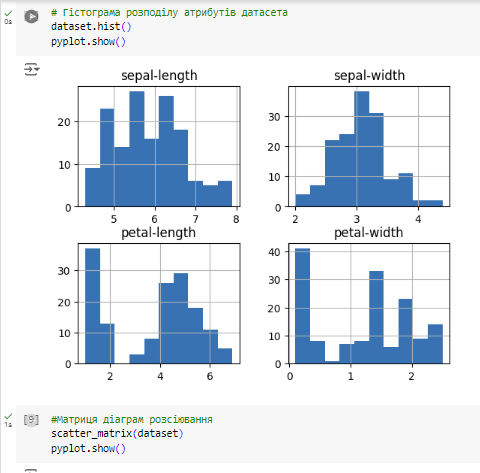 0s
# Гістограма розподілу атрибутів датасета
dataset.hist()
pyplot.show()
sepal-length
sepal-width
20
10
0
5
6
7
8
30
20
10
0
2
3
4
petal-length
petal-width
30
20
10
0
2
4
6
40
30
20
10
0
0
1
2
1s
[9]
#Матриця діаграм розсіювання
scatter_matrix(dataset)
pyplot.show()